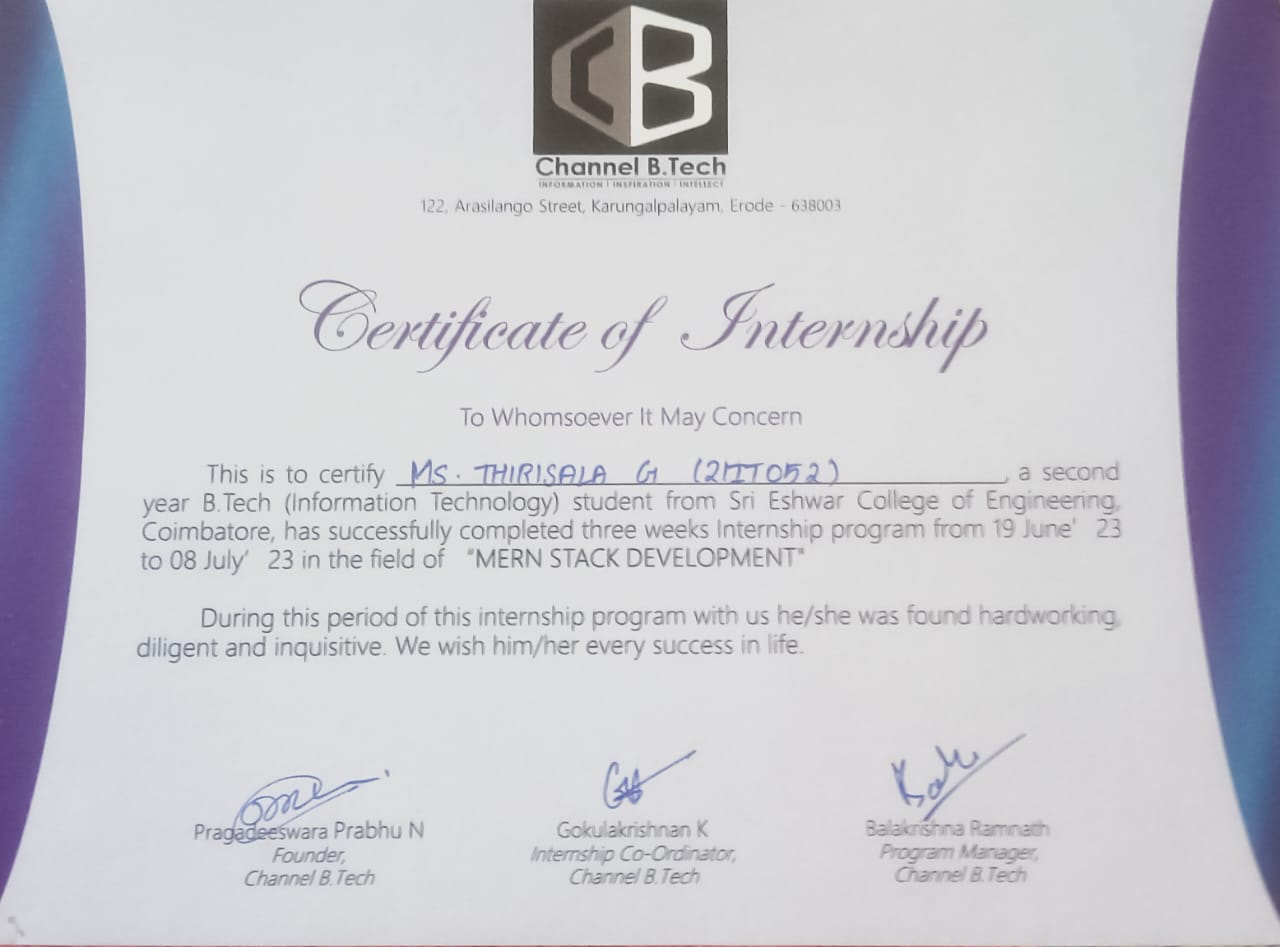 CB
Channel B.Tech
INFORMATION | INSPIRATION | INTELLECT
122, Arasilango Street, Karungalpalayam, Erode - 638003
Certificate of Internship
To Whomsoever It May Concern
This is to certify MS. THIRISALA G (21IT052), a second
year B.Tech (Information Technology) student from Sri Eshwar College of Engineering,
Coimbatore, has successfully completed three weeks Internship program from 19 June' 23
to 08 July' 23 in the field of "MERN STACK DEVELOPMENT"
During this period of this internship program with us he/she was found hardworking,
diligent and inquisitive. We wish him/her every success in life.
Pragadeeswara Prabhu N Gokulakrishnan K Balakrishna Ramnath
Founder, Internship Co-Ordinator, Program Manager,
Channel B.Tech Channel B.Tech Channel B.Tech